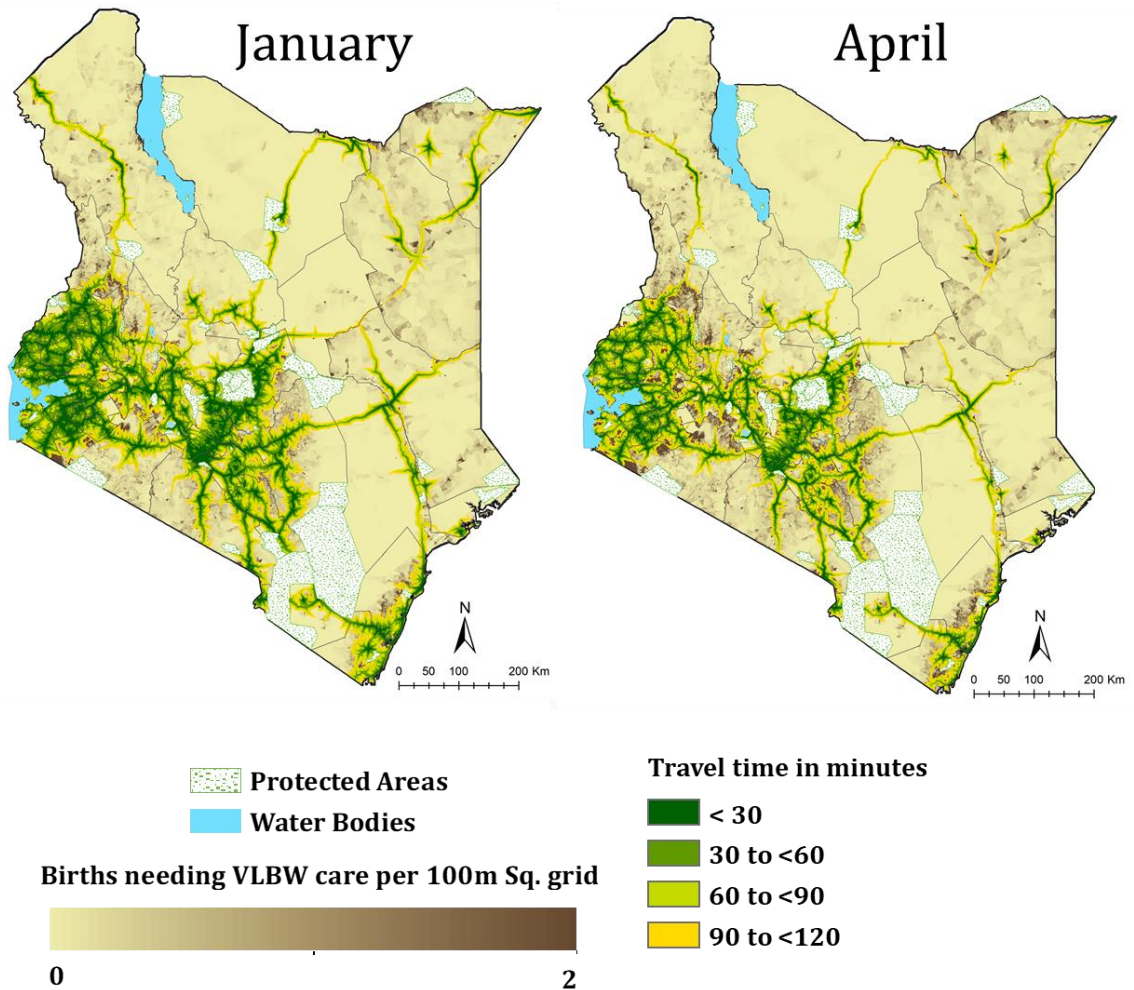 January
April
N
0 50 100 200 Km
N
0 50 100 200 Km
Protected Areas
Water Bodies
Births needing VLBW care per 100m Sq. grid
0 2
Travel time in minutes
< 30
30 to <60
60 to <90
90 to <120